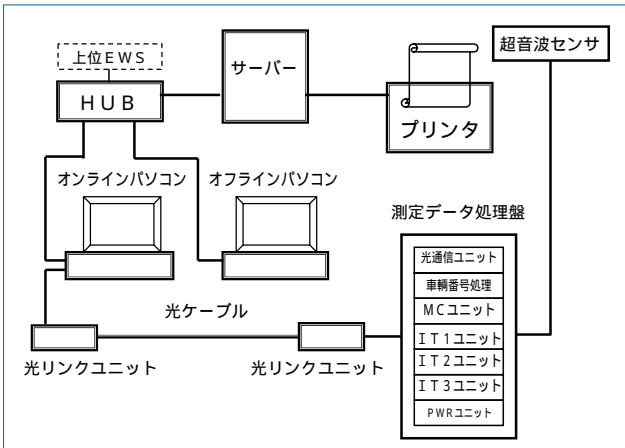 上位ＥＷＳ
ＨＵＢ
サーバー
プリンタ
超音波センサ
オンラインパソコン
オフラインパソコン
測定データ処理盤
光通信ユニット
車輌番号処理
ＭＣユニット
ＩＴ１ユニット
ＩＴ２ユニット
ＩＴ３ユニット
PWRユニット
光ケーブル
光リンクユニット
光リンクユニット